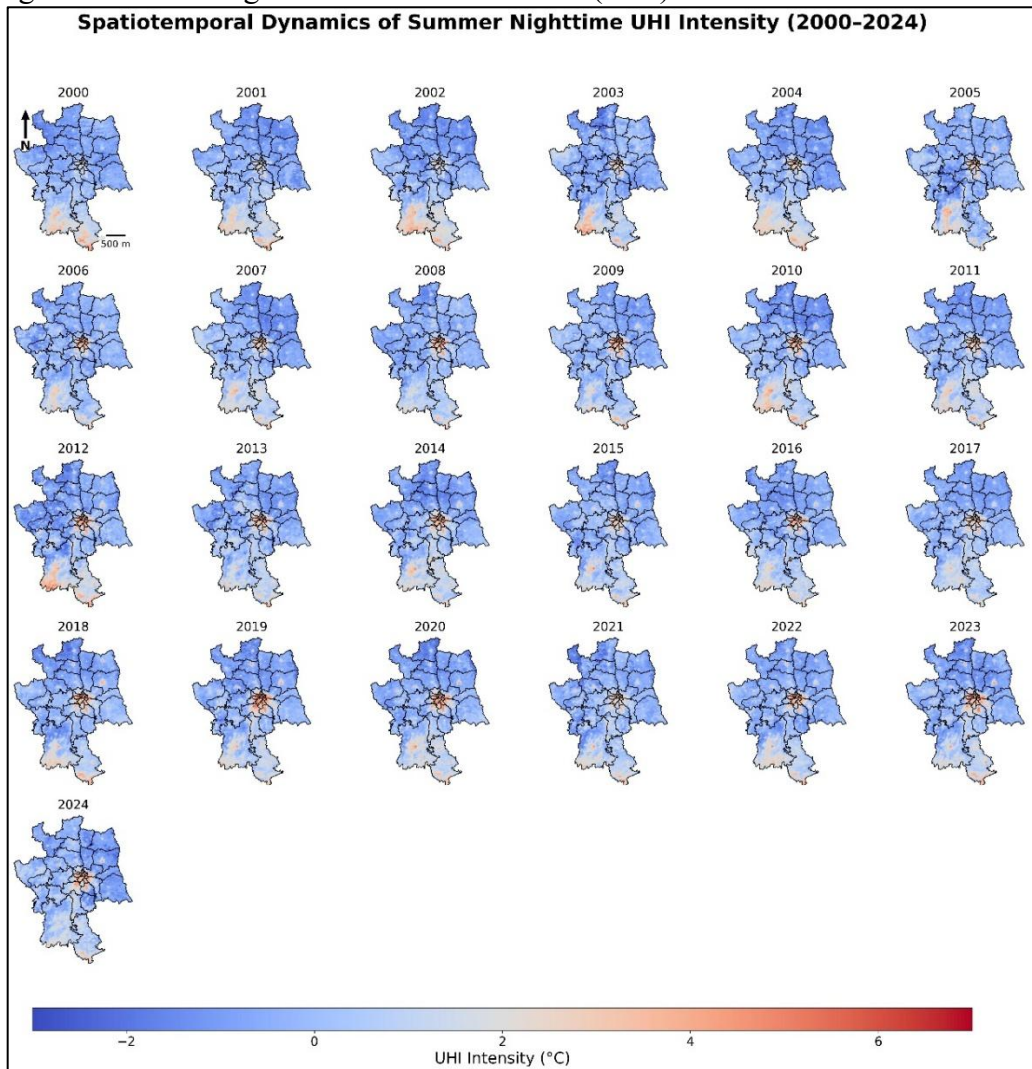 Spatiotemporal Dynamics of Summer Nighttime UHI Intensity (2000–2024)
2000 2001 2002 2003 2004 2005
N
500 m
2006 2007 2008 2009 2010 2011
2012 2013 2014 2015 2016 2017
2018 2019 2020 2021 2022 2023
2024
−2 0 2 4 6
UHI Intensity (°C)